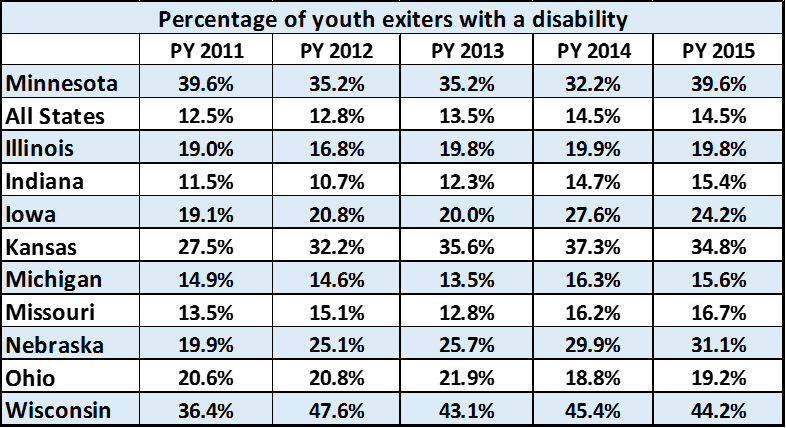 Percentage of youth exiters with a disability
PY 2011 PY 2012 PY 2013 PY 2014 PY 2015
Minnesota 39.6% 35.2% 35.2% 32.2% 39.6%
All States 12.5% 12.8% 13.5% 14.5% 14.5%
Illinois 19.0% 16.8% 19.8% 19.9% 19.8%
Indiana 11.5% 10.7% 12.3% 14.7% 15.4%
Iowa 19.1% 20.8% 20.0% 27.6% 24.2%
Kansas 27.5% 32.2% 35.6% 37.3% 34.8%
Michigan 14.9% 14.6% 13.5% 16.3% 15.6%
Missouri 13.5% 15.1% 12.8% 16.2% 16.7%
Nebraska 19.9% 25.1% 25.7% 29.9% 31.1%
Ohio 20.6% 20.8% 21.9% 18.8% 19.2%
Wisconsin 36.4% 47.6% 43.1% 45.4% 44.2%